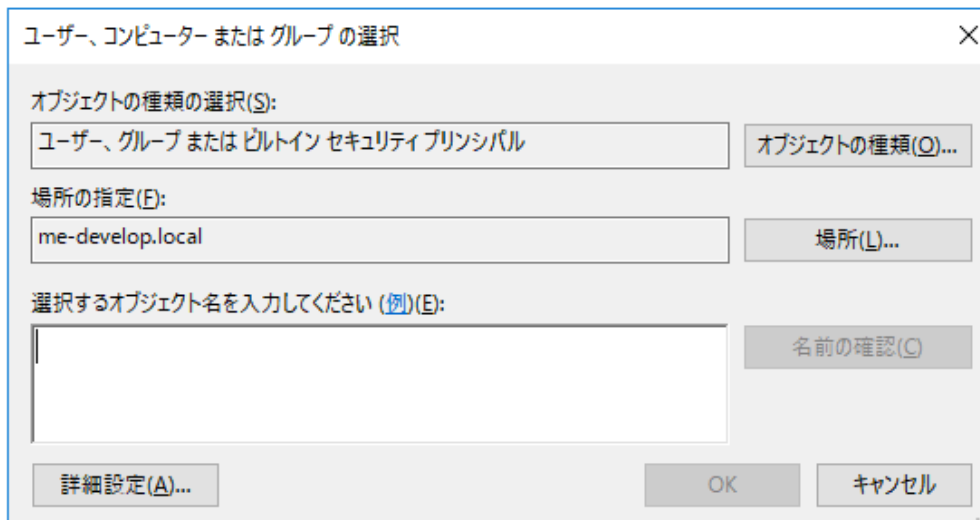 ユーザー、コンピューター または グループ の選択
オブジェクトの種類の選択(S):
ユーザー、グループ または ビルトイン セキュリティ プリンシパル
オブジェクトの種類(O)...
場所の指定(F):
me-develop.local
場所(L)...
選択するオブジェクト名を入力してください (例)(E):
名前の確認(C)
詳細設定(A)...
OK
キャンセル